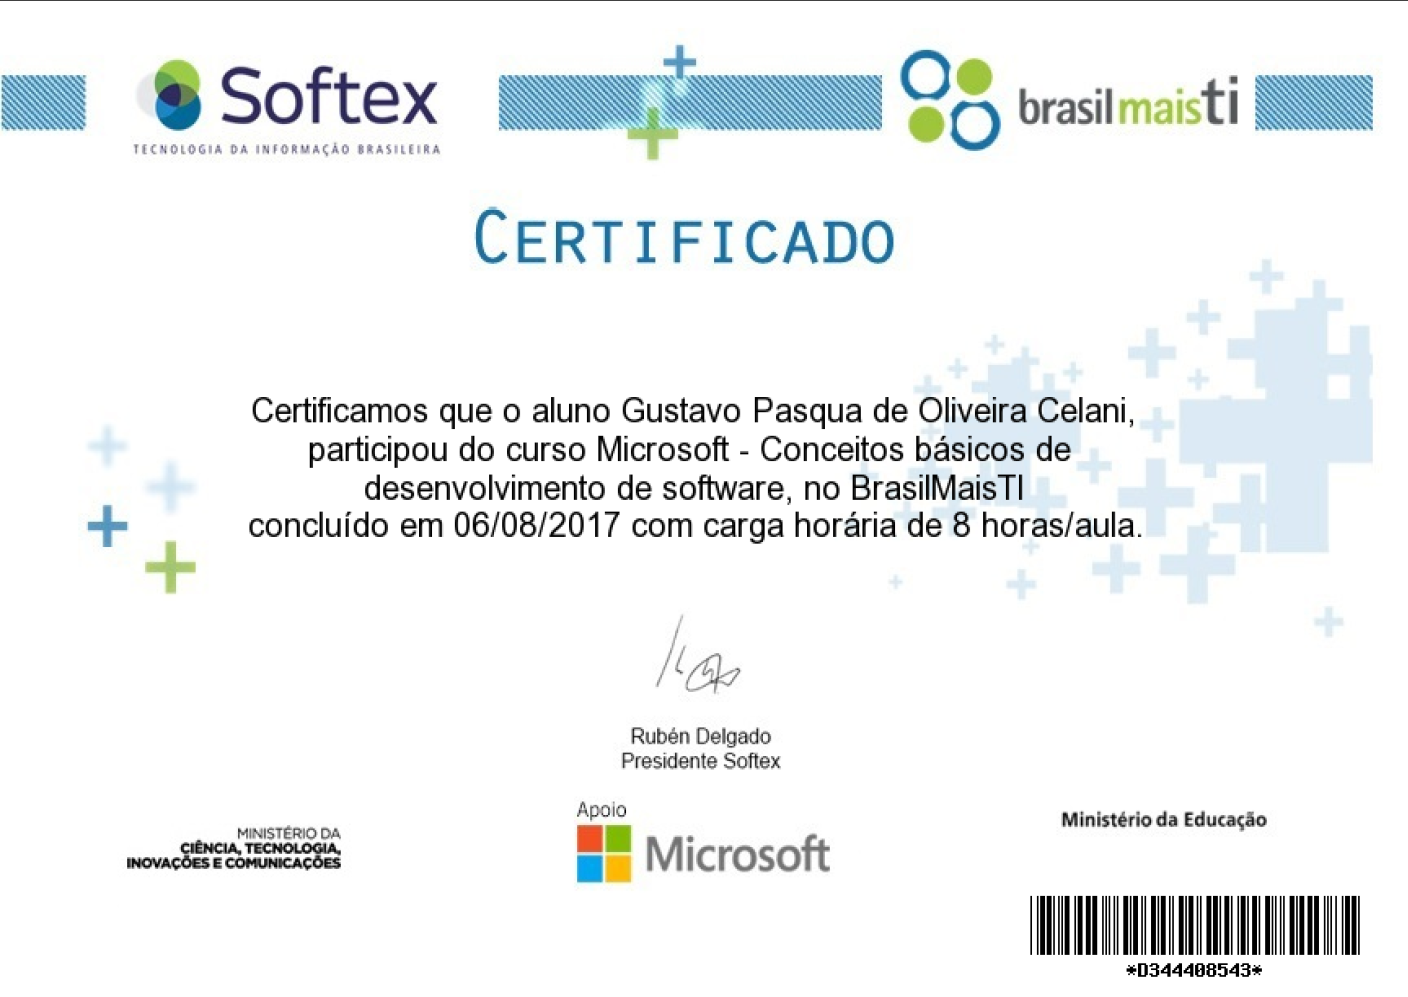 Softex
TECNOLOGIA DA INFORMAÇÃO BRASILEIRA
brasilmaisti
CERTIFICADO
Certificamos que o aluno Gustavo Pasqua de Oliveira Celani,
participou do curso Microsoft - Conceitos básicos de
desenvolvimento de software, no BrasilMaisTI
concluído em 06/08/2017 com carga horária de 8 horas/aula.
Rubén Delgado
Presidente Softex
MINISTÉRIO DA
CIÊNCIA, TECNOLOGIA,
INOVAÇÕES E COMUNICAÇÕES
Apoio
Microsoft
Ministério da Educação
*D344408543*